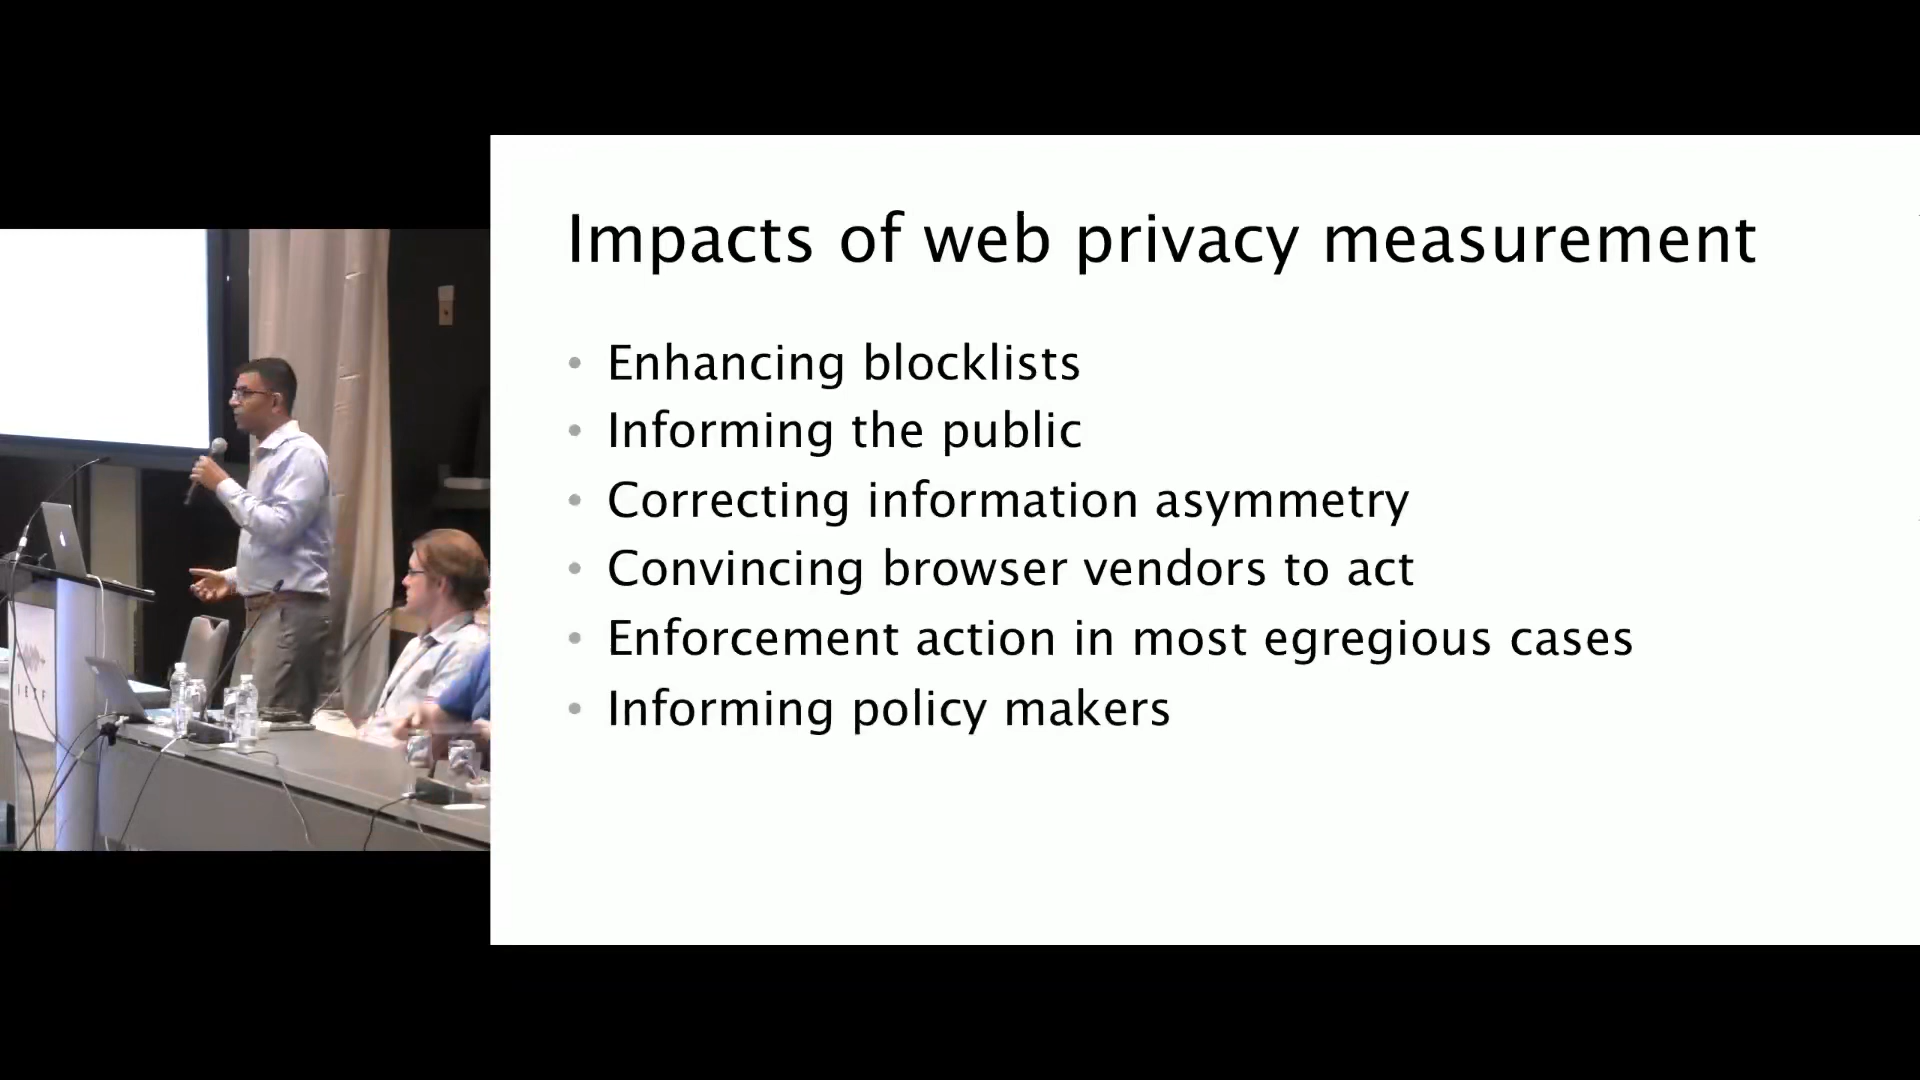 Impacts of web privacy measurement
• Enhancing blocklists
• Informing the public
• Correcting information asymmetry
• Convincing browser vendors to act
• Enforcement action in most egregious cases
• Informing policy makers
IETF